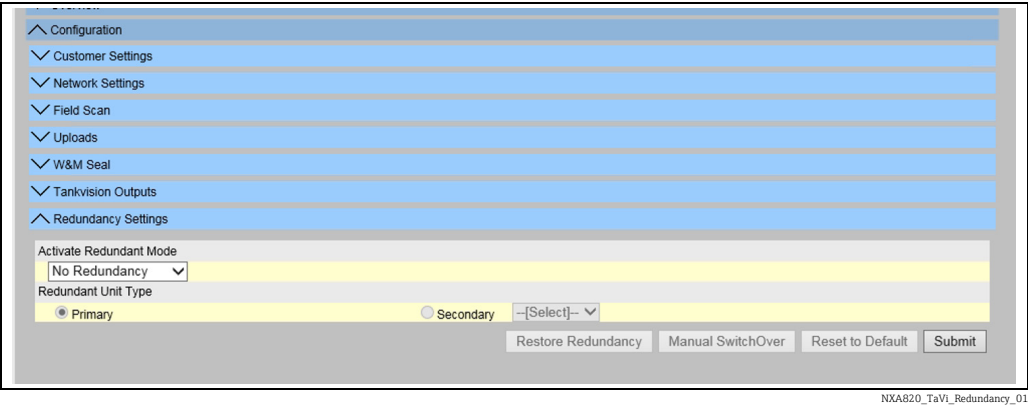 Configuration
Customer Settings
Network Settings
Field Scan
Uploads
W&M Seal
Tankvision Outputs
Redundancy Settings
Activate Redundant Mode
No Redundancy
Redundant Unit Type
Primary Secondary --[Select]--
Restore Redundancy Manual SwitchOver Reset to Default Submit
NXA820_TaVi_Redundancy_01